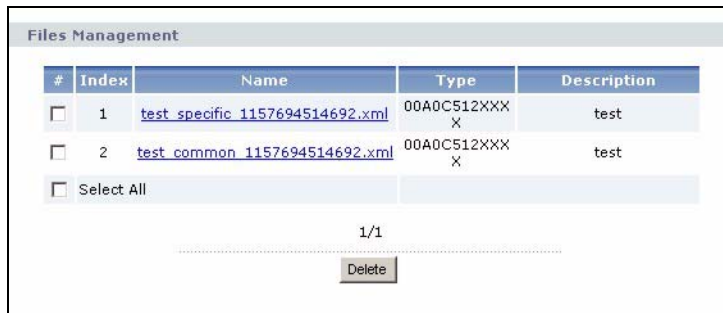 Files Management
# Index Name Type Description
1 test_specific_1157694514692.xml 00A0C512XXX
X test
2 test_common_1157694514692.xml 00A0C512XXX
X test
Select All
1/1
Delete